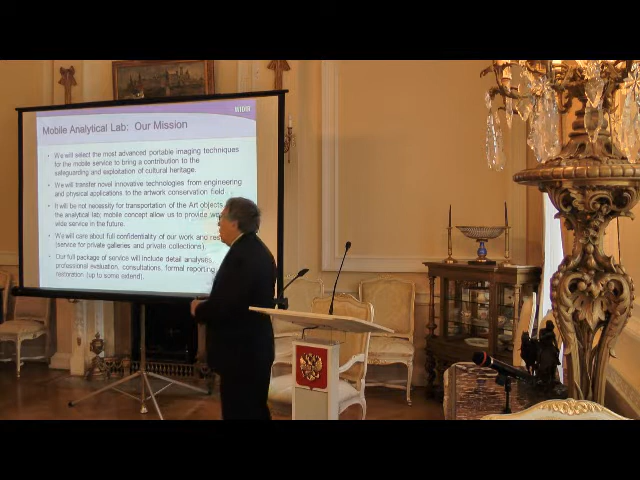 Mobile Analytical Lab: Our Mission
• We will select the most advanced portable imaging techniques
for the mobile service to bring a contribution to the
safeguarding and exploitation of cultural heritage.
• We will transfer novel innovative technologies from engineering
and physical applications to the artwork conservation field
• It will be not necessity for transportation of the Art objects
the analytical lab; mobile concept allow us to provide
wide service in the future.
• We will care about full confidentiality of our work and
(service for private galleries and private collections).
• Our full package of service will include detail analysis,
professional evaluation, consultations, formal reporting
restoration (up to some extend).